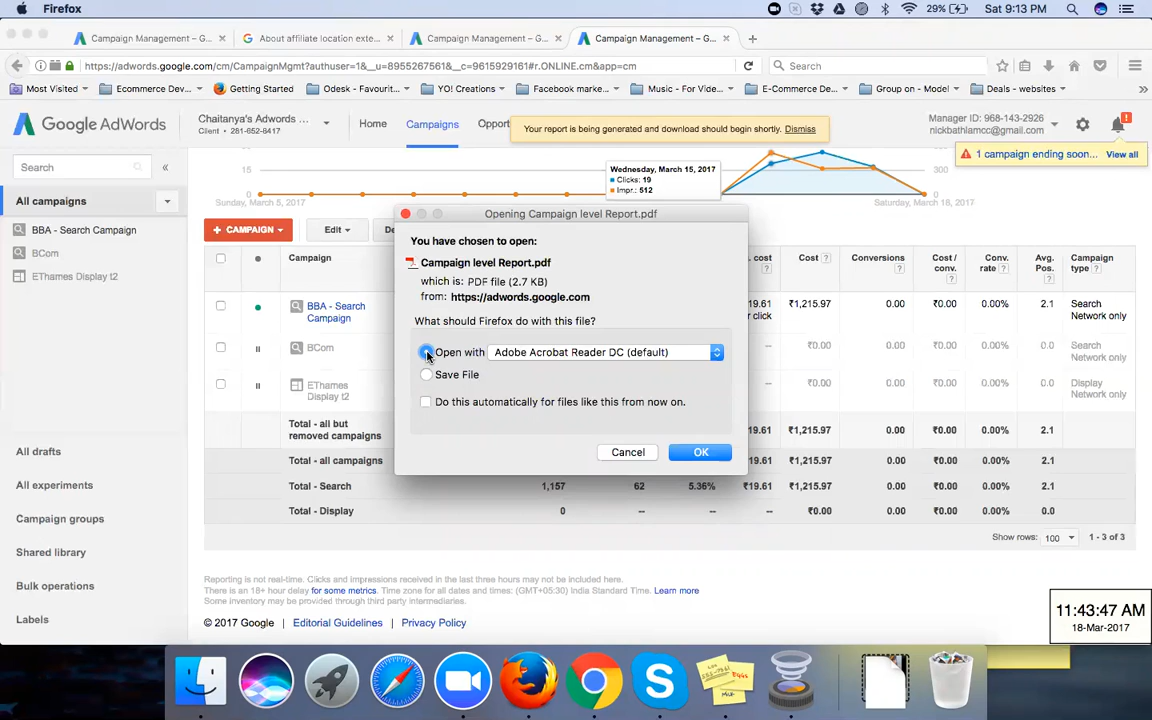 Firefox
29%
Sat 9:13 PM
Campaign Management – G...
About affiliate location exte...
Campaign Management – G...
Campaign Management – G...
https://adwords.google.com/cm/CampaignMgmt?authuser=1&__u=8955267561&__c=9615929161#r.ONLINE.cm&app=cm
Search
Most Visited
Ecommerce Dev...
Getting Started
Odesk - Favourit...
YO! Creations
Facebook marke...
Music - For Vide...
E-Commerce De...
Group on - Model
Deals - websites
Google AdWords
Chaitanya's Adwords ...
Client - 281-652-6417
Home
Campaigns
Opport
Your report is being generated and download should begin shortly. Dismiss
Manager ID: 968-143-2926
nickbathlamcc@gmail.com
!
1 campaign ending soon... View all
Search
«
All campaigns
BBA - Search Campaign
BCom
EThames Display t2
All drafts
All experiments
Campaign groups
Shared library
Bulk operations
Labels
15
0
300
0
Sunday, March 5, 2017
Saturday, March 18, 2017
Wednesday, March 15, 2017
Clicks: 19
Impr.: 512
+ CAMPAIGN
Edit
De
Opening Campaign level Report.pdf
You have chosen to open:
Campaign level Report.pdf
which is: PDF file (2.7 KB)
from: https://adwords.google.com
What should Firefox do with this file?
Open with
Adobe Acrobat Reader DC (default)
Save File
Do this automatically for files like this from now on.
Cancel
OK
Campaign
. cost ?
Cost ?
Conversions ?
Cost / conv. ?
Conv. rate ?
Avg. Pos. ?
Campaign type ?
BBA - Search Campaign
19.61 r click
₹1,215.97
0.00
₹0.00
0.00%
2.1
Search Network only
BCom
₹0.00
0.00
₹0.00
0.00%
0.0
Search Network only
EThames Display t2
₹0.00
0.00
₹0.00
0.00%
0.0
Display Network only
Total - all but removed campaigns
19.61
₹1,215.97
0.00
₹0.00
0.00%
2.1
Total - all campaigns
₹19.61
₹1,215.97
0.00
₹0.00
0.00%
2.1
Total - Search
1,157
62
5.36%
₹19.61
₹1,215.97
0.00
₹0.00
0.00%
2.1
Total - Display
0
--
--
--
₹0.00
0.00
₹0.00
0.00%
0.0
Show rows: 100
1 - 3 of 3
Reporting is not real-time. Clicks and impressions received in the last three hours may not be included here.
There is an 18+ hour delay for some metrics. Time zone for all dates and times: (GMT+05:30) India Standard Time. Learn more
Some inventory may be provided through third party intermediaries.
© 2017 Google
Editorial Guidelines
Privacy Policy
11:43:47 AM
18-Mar-2017